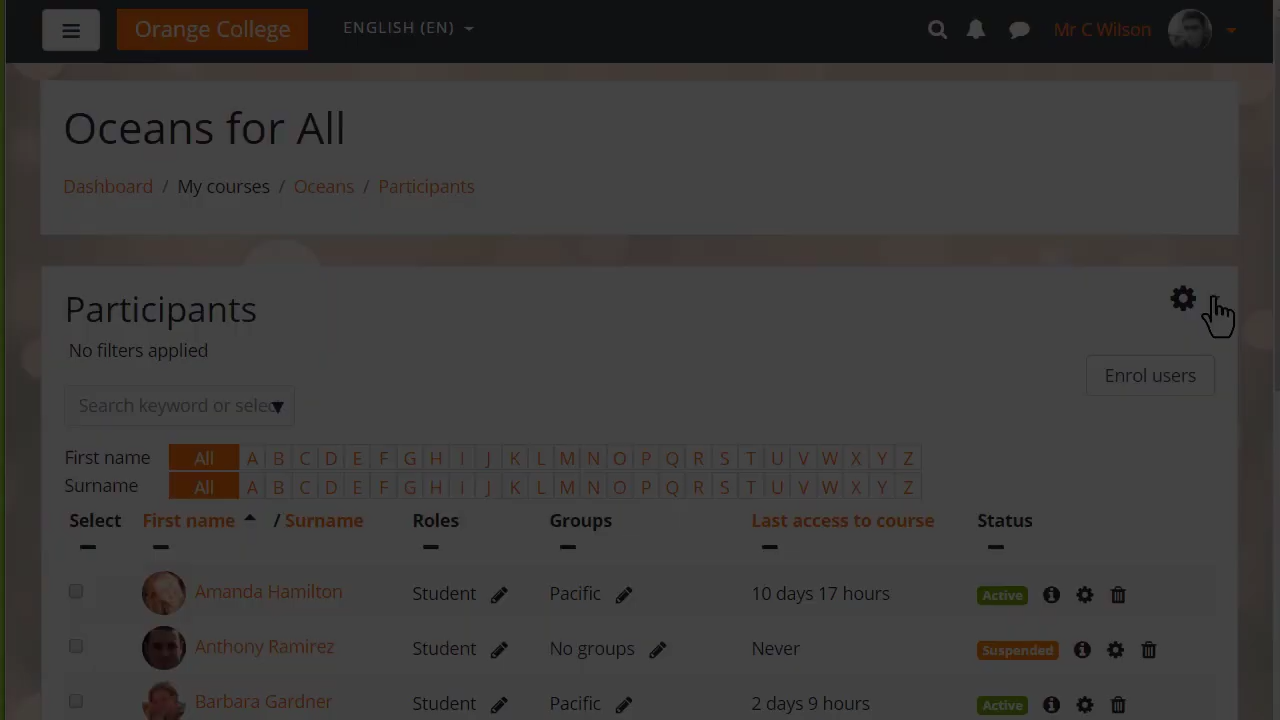 Orange College ENGLISH (EN) Mr C Wilson
Oceans for All
Dashboard / My courses / Oceans / Participants
Participants
No filters applied
Enrol users
Search keyword or selec
First name All A B C D E F G H I J K L M N O P Q R S T U V W X Y Z
Surname All A B C D E F G H I J K L M N O P Q R S T U V W X Y Z
Select First name / Surname Roles Groups Last access to course Status
Amanda Hamilton Student Pacific 10 days 17 hours Active
Anthony Ramirez Student No groups Never Suspended
Barbara Gardner Student Pacific 2 days 9 hours Active